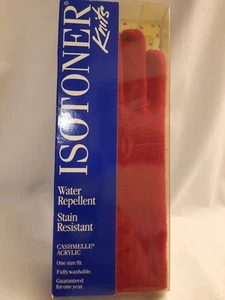 ISOTONER®
Knits
Water
Repellent
Stain
Resistant
CASHMELLE®
ACRYLIC
One size fit.
Fully washable.
Guaranteed
for one year